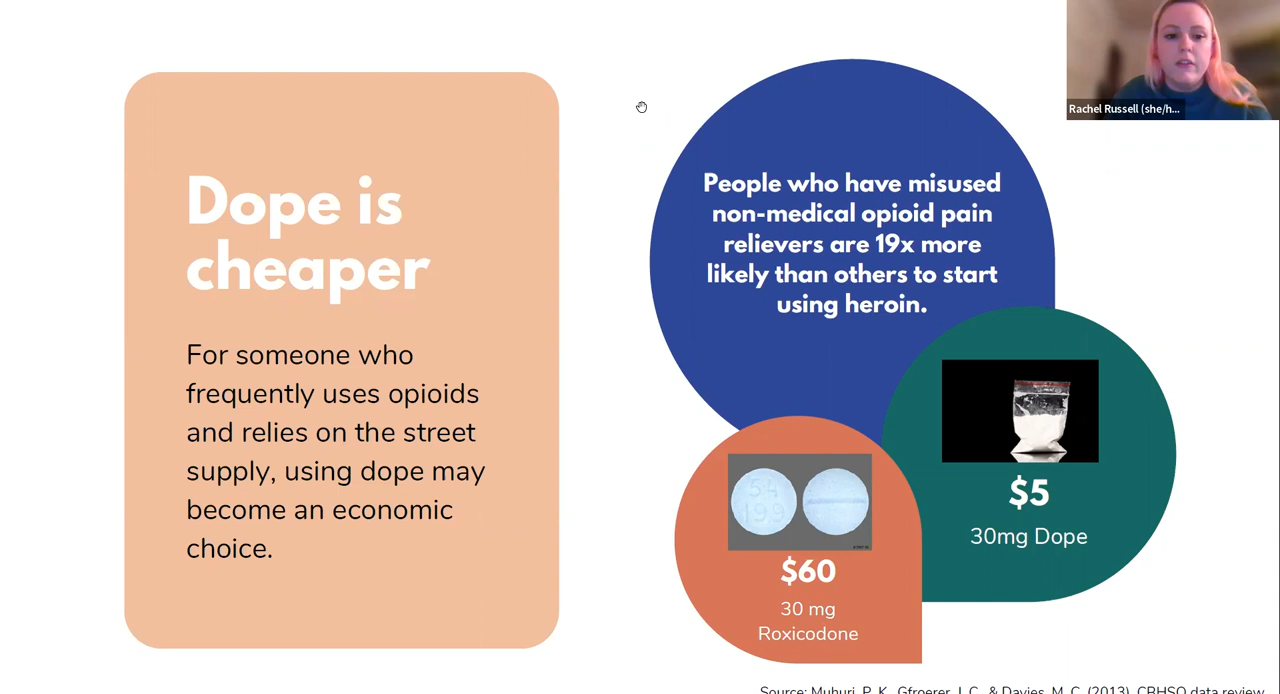 Dope is
cheaper
For someone who
frequently uses opioids
and relies on the street
supply, using dope may
become an economic
choice.
People who have misused
non-medical opioid pain
relievers are 19x more
likely than others to start
using heroin.
$5
30mg Dope
54
199
$60
30 mg
Roxicodone
Rachel Russell (she/h...
Source: Muhuri, P. K., Gfroerer, J. C., & Davies, M. C. (2013). CBHSQ data review.